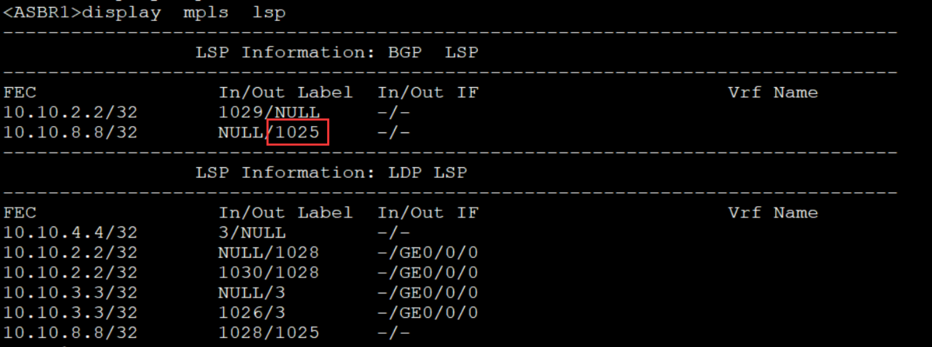 <ASBR1>display mpls lsp
-------------------------------------------------------------------------------
LSP Information: BGP LSP
-------------------------------------------------------------------------------
FEC In/Out Label In/Out IF Vrf Name
10.10.2.2/32 1029/NULL -/-
10.10.8.8/32 NULL/1025 -/-
-------------------------------------------------------------------------------
LSP Information: LDP LSP
-------------------------------------------------------------------------------
FEC In/Out Label In/Out IF Vrf Name
10.10.4.4/32 3/NULL -/-
10.10.2.2/32 NULL/1028 -/GE0/0/0
10.10.2.2/32 1030/1028 -/GE0/0/0
10.10.3.3/32 NULL/3 -/GE0/0/0
10.10.3.3/32 1026/3 -/GE0/0/0
10.10.8.8/32 1028/1025 -/-